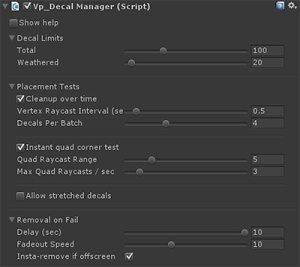 Vp_Decal Manager (Script)
Show help
Decal Limits
Total 100
Weathered 20
Placement Tests
Cleanup over time
Vertex Raycast Interval (se 0.5
Decals Per Batch 4
Instant quad corner test
Quad Raycast Range 5
Max Quad Raycasts / sec 3
Allow stretched decals
Removal on Fail
Delay (sec) 10
Fadeout Speed 10
Insta-remove if offscreen